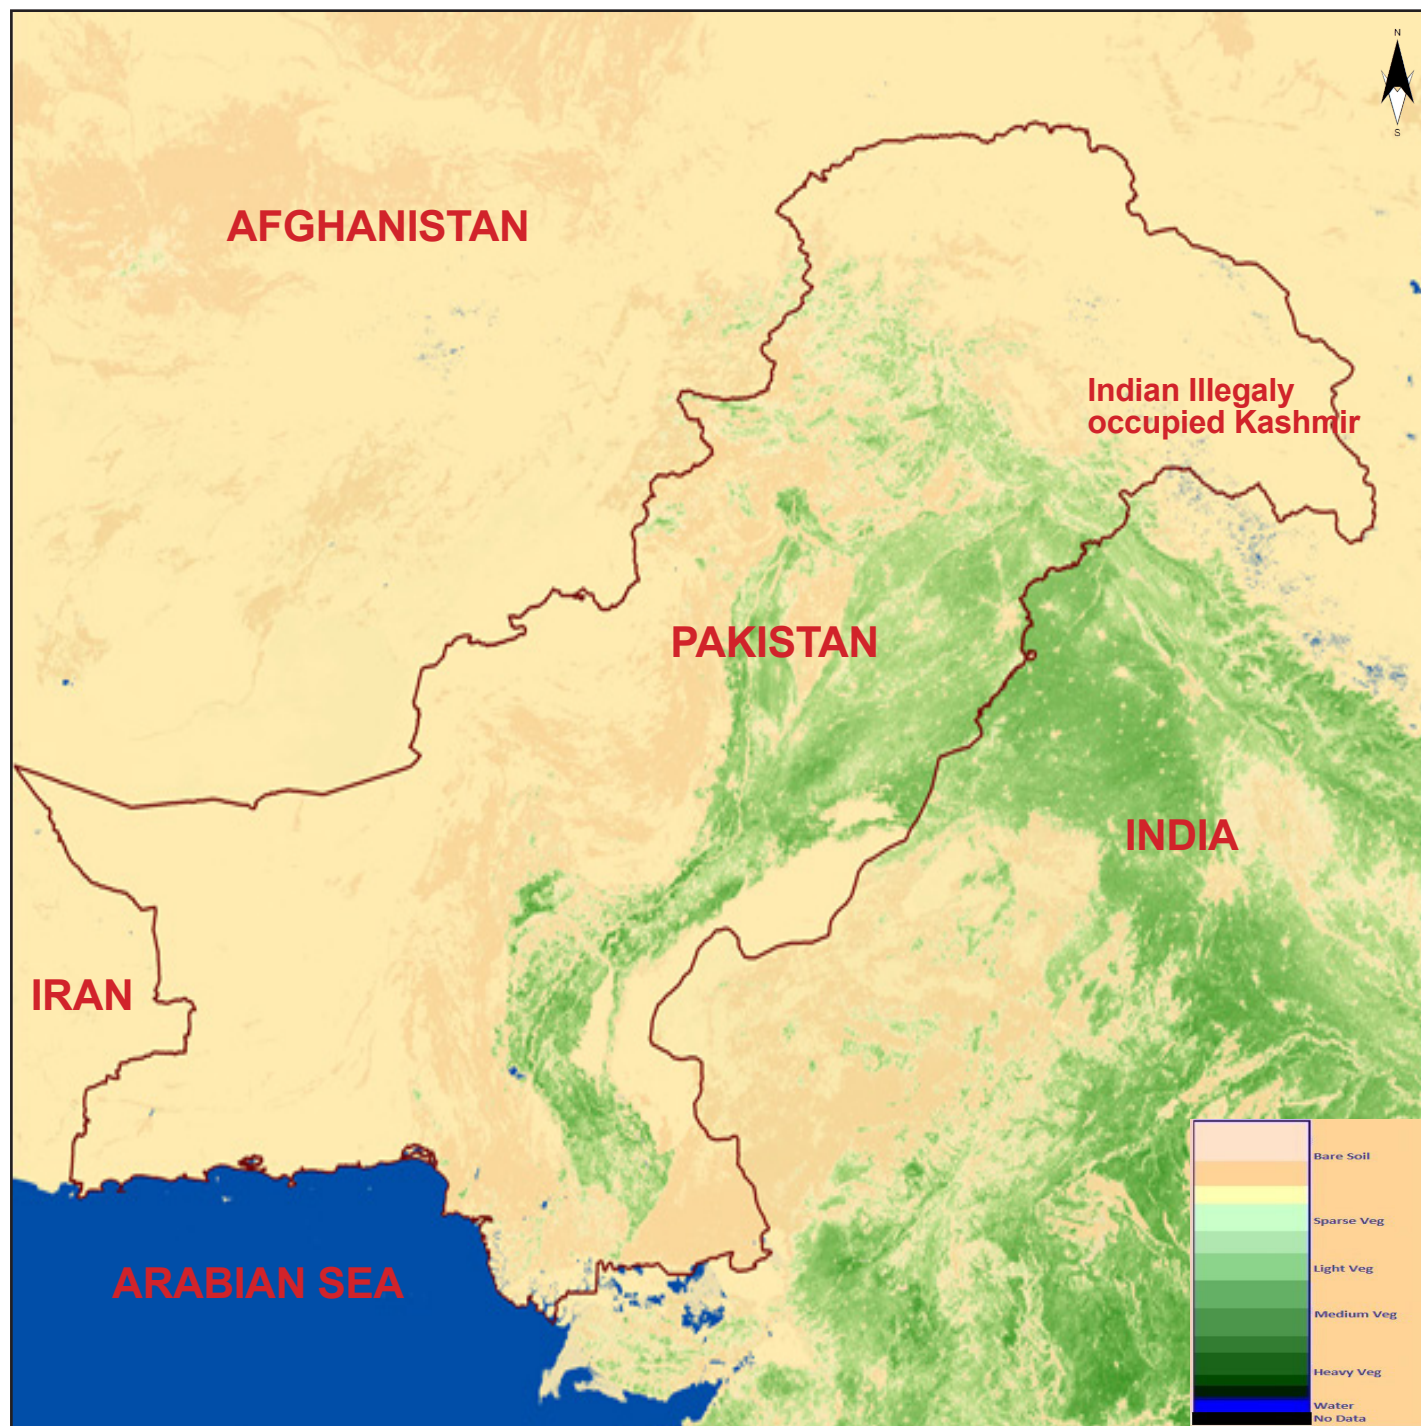 N
S
AFGHANISTAN
Indian Illegaly
occupied Kashmir
PAKISTAN
INDIA
IRAN
ARABIAN SEA
Bare Soil
Sparse Veg
Light Veg
Medium Veg
Heavy Veg
Water
No Data